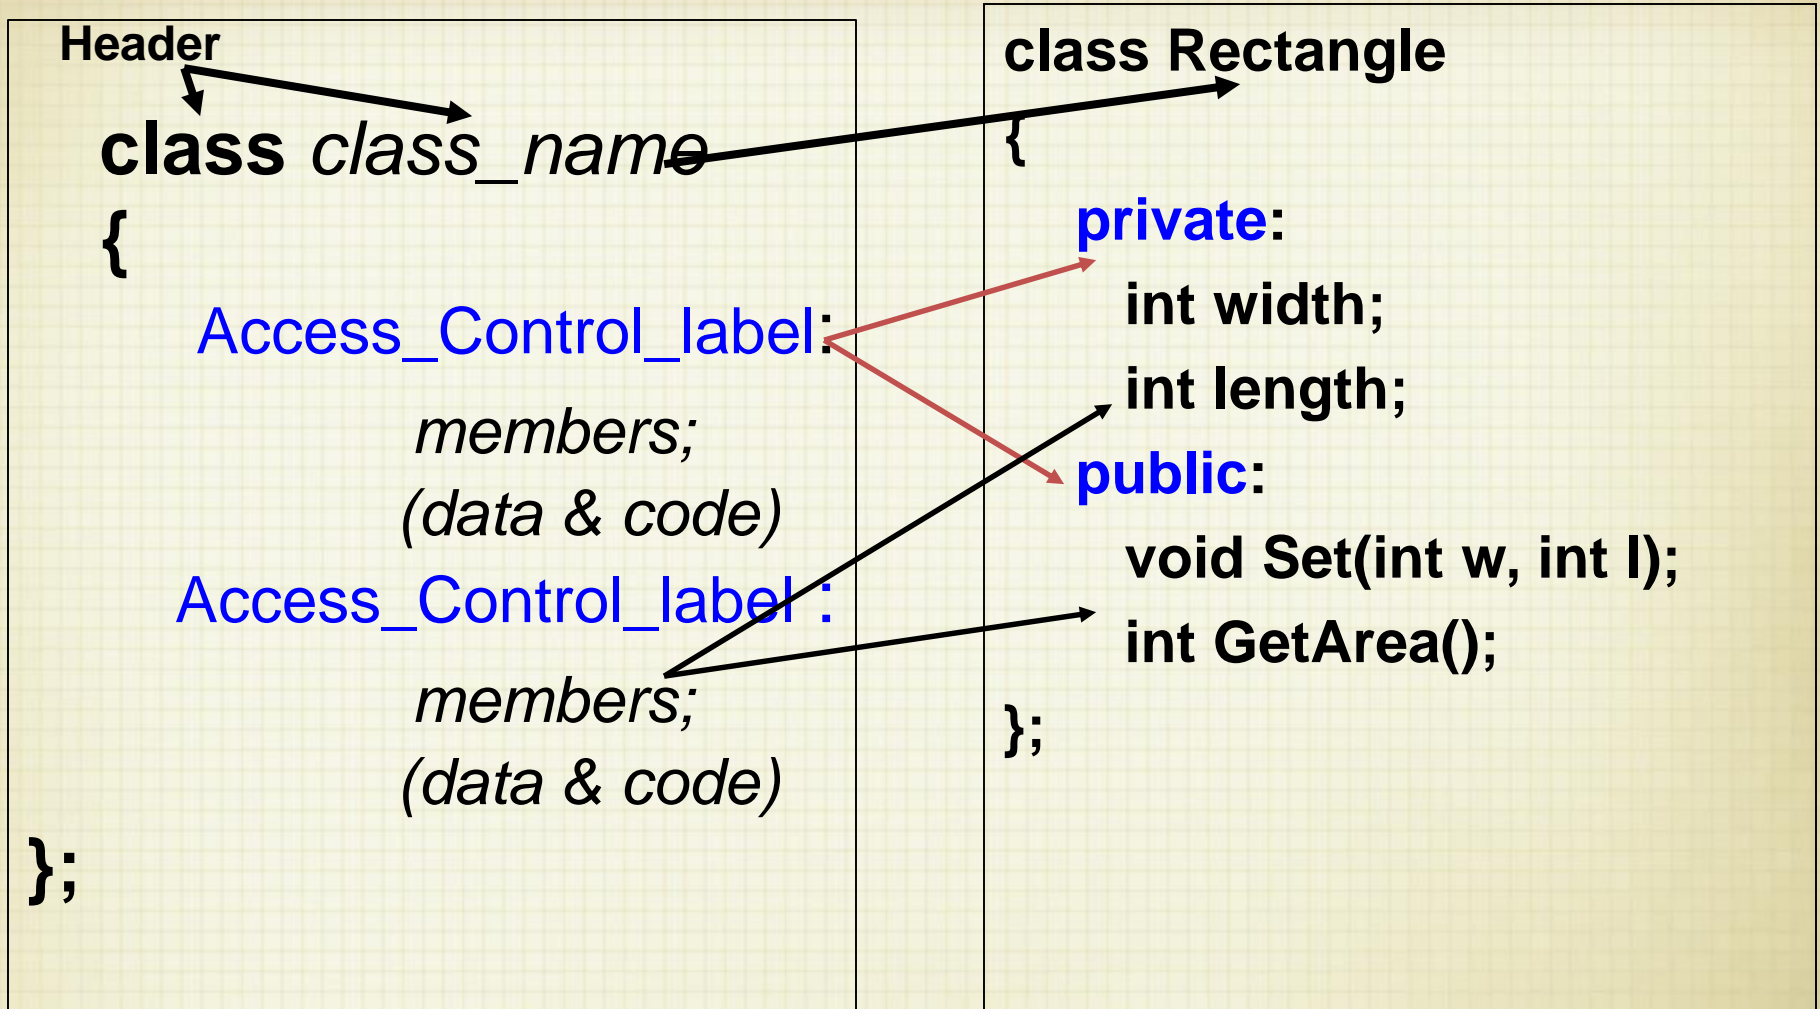 Header
class class_name
{
Access_Control_label:
members;
(data & code)
Access_Control_label :
members;
(data & code)
};
class Rectangle
{
private:
int width;
int length;
public:
void Set(int w, int l);
int GetArea();
};